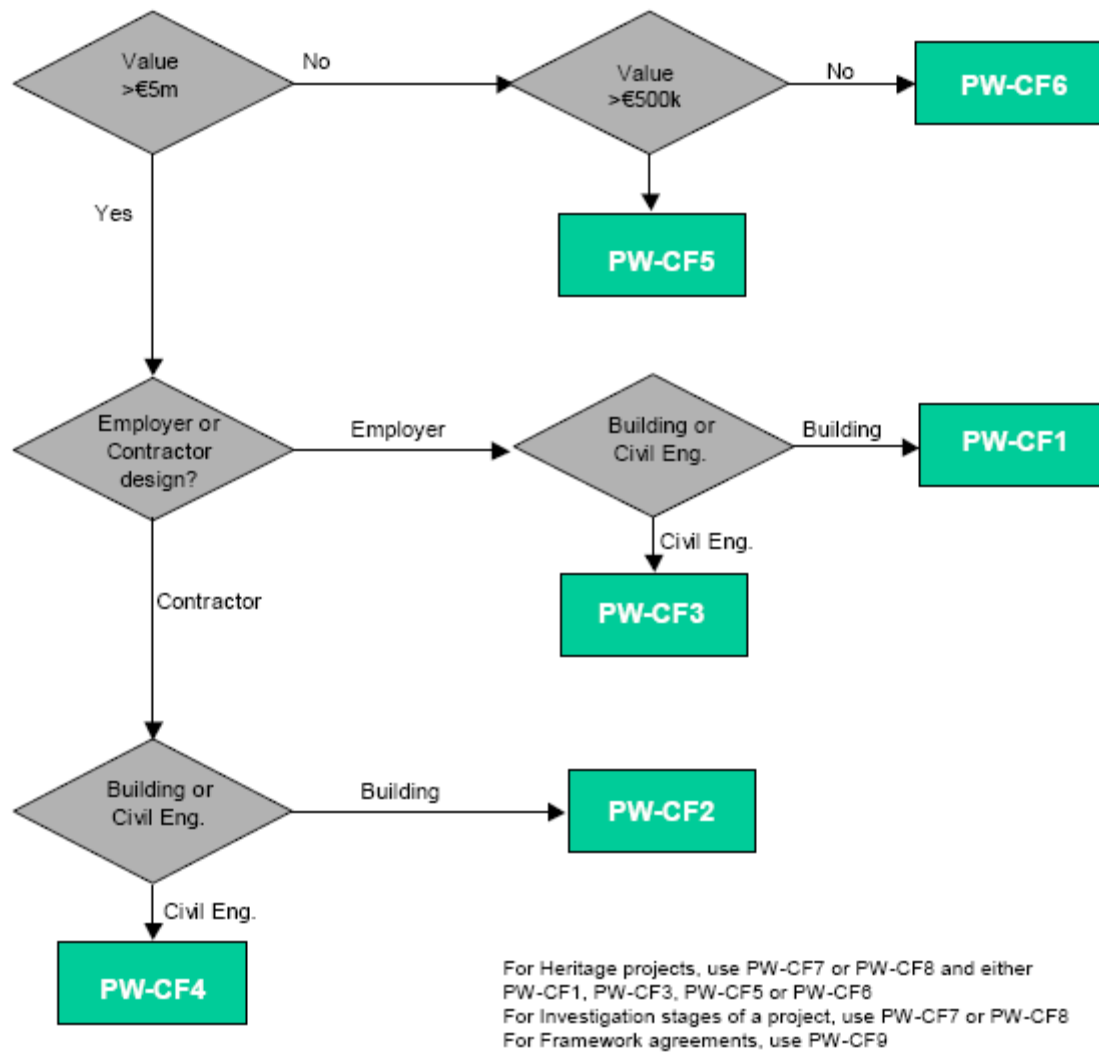 Value
>€5m
No
Value
>€500k
No
PW-CF6
Yes
PW-CF5
Employer or
Contractor
design?
Employer
Building or
Civil Eng.
Building
PW-CF1
Civil Eng.
PW-CF3
Contractor
Building or
Civil Eng.
Building
PW-CF2
Civil Eng.
PW-CF4
For Heritage projects, use PW-CF7 or PW-CF8 and either
PW-CF1, PW-CF3, PW-CF5 or PW-CF6
For Investigation stages of a project, use PW-CF7 or PW-CF8
For Framework agreements, use PW-CF9